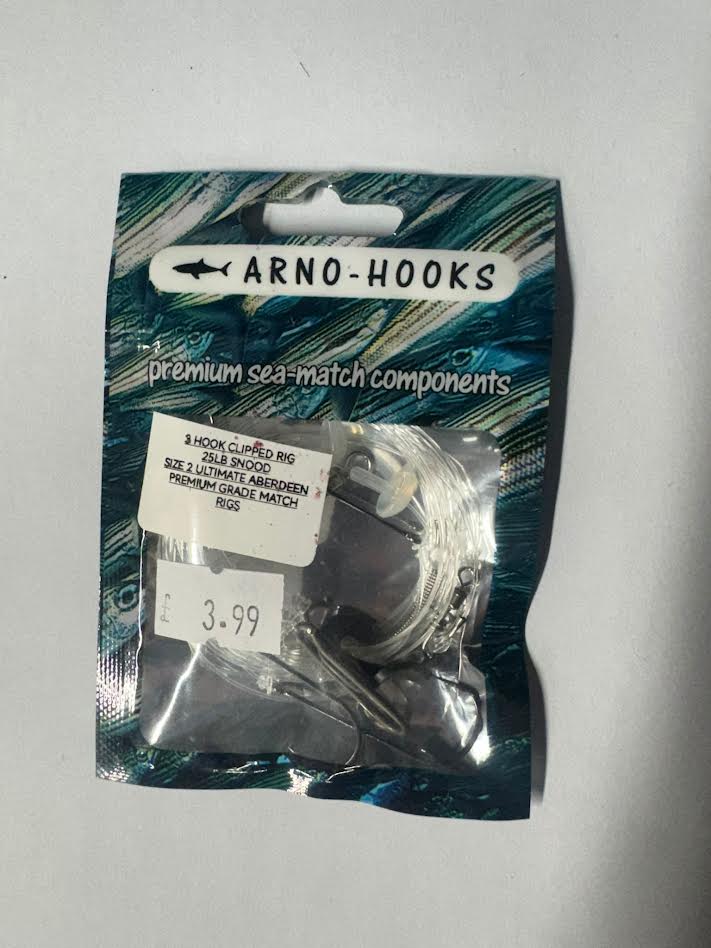 ARNO-HOOKS
premium sea-match components
3 HOOK CLIPPED RIG
25LB SNOOD
SIZE 2 ULTIMATE ABERDEEN
PREMIUM GRADE MATCH
RIGS
3.99